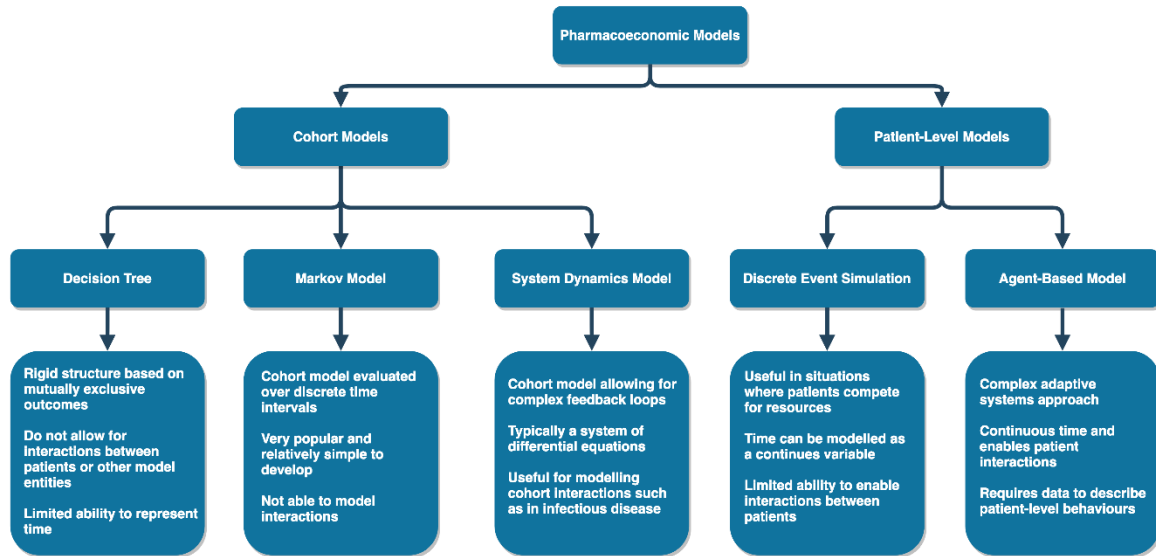 Pharmacoeconomic Models
Cohort Models
Patient-Level Models
Decision Tree
Markov Model
System Dynamics Model
Discrete Event Simulation
Agent-Based Model
Rigid structure based on
mutually exclusive
outcomes
Do not allow for
Interactions between
patients or other model
entities
Limited ability to represent
time
Cohort model evaluated
over discrete time
intervals
Very popular and
relatively simple to
develop
Not able to model
interactions
Cohort model allowing for
complex feedback loops
Typically a system of
differential equations
Useful for modelling
cohort interactions such
as in infectious disease
Useful in situations
where patients compete
for resources
Time can be modelled as
a continues variable
Limited ability to enable
interactions between
patients
Complex adaptive
systems approach
Continuous time and
enables patient
interactions
Requires data to describe
patient-level behaviours